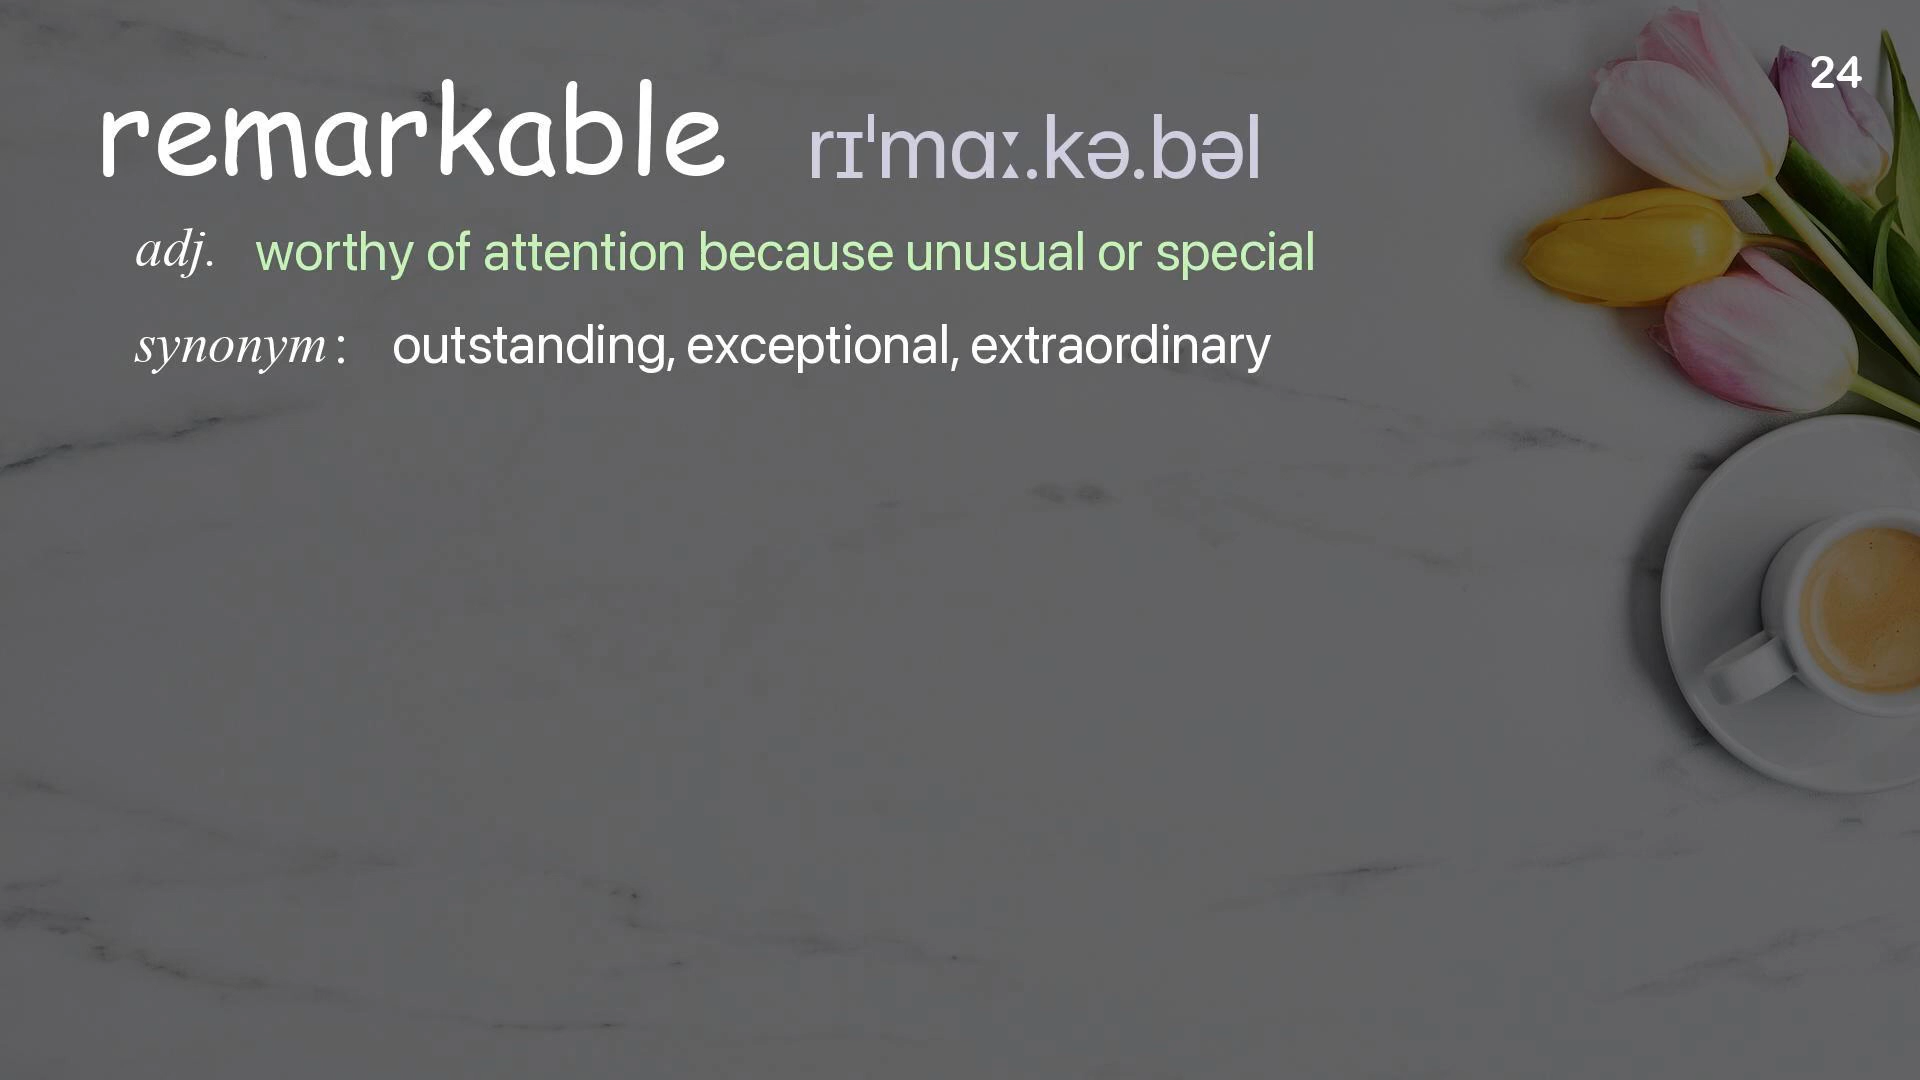 24
remarkable rɪˈmɑː.kə.bəl
adj. worthy of attention because unusual or special
synonym: outstanding, exceptional, extraordinary